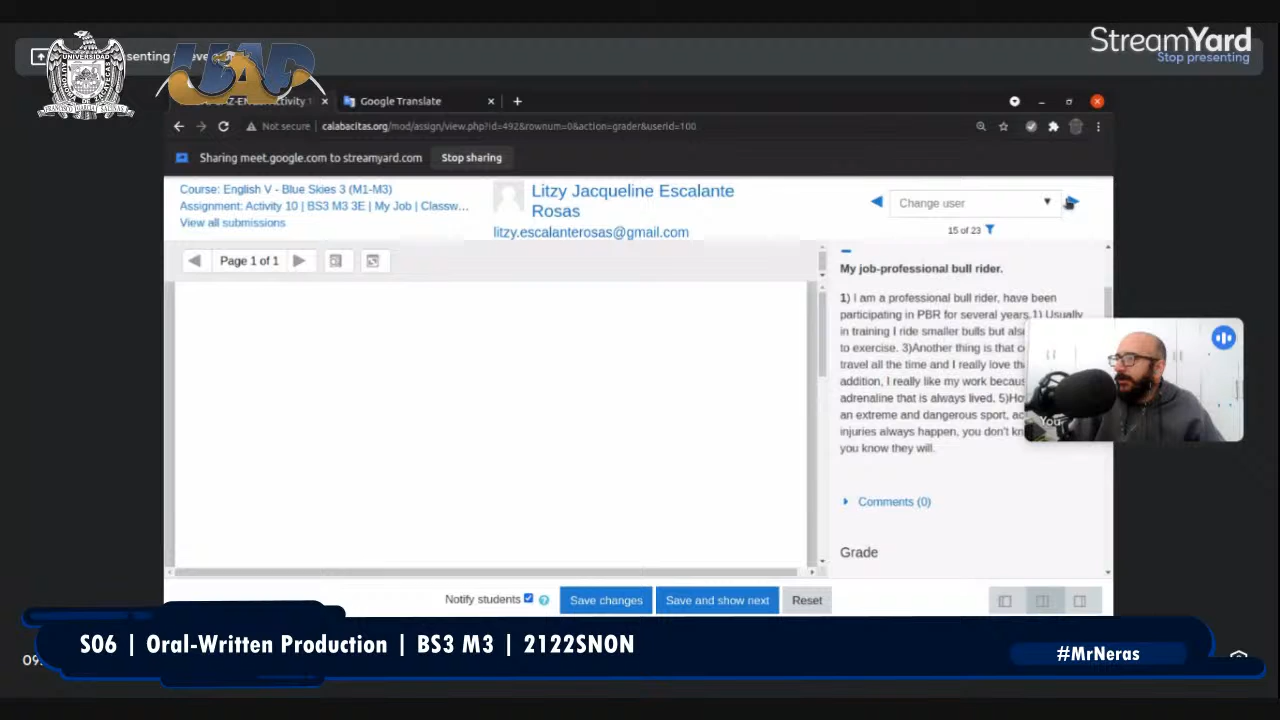 StreamYard
Stop presenting
UNIVERSIDAD
UAP
Google Translate
Not secure | calabacitas.org/mod/assign/view.php?id=492&rownum=0&action=grader&userid=100
Sharing meet.google.com to streamyard.com Stop sharing
Course: English V - Blue Skies 3 (M1-M3)
Assignment: Activity 10 | BS3 M3 3E | My Job | Classw...
View all submissions
Litzy Jacqueline Escalante
Rosas
litzy.escalanterosas@gmail.com
Change user
15 of 23
Page 1 of 1
My job-professional bull rider.
1) I am a professional bull rider, have been
participating in PBR for several years.1) Usually
in training I ride smaller bulls but
to exercise. 3)Another thing is that
travel all the time and I really love
addition, I really like my work
adrenaline that is always lived.
an extreme and dangerous sport,
injuries always happen, you don't
you know they will.
You
Comments (0)
Grade
Notify students
Save changes
Save and show next
Reset
S06 | Oral-Written Production | BS3 M3 | 2122SNON
#MrNeras